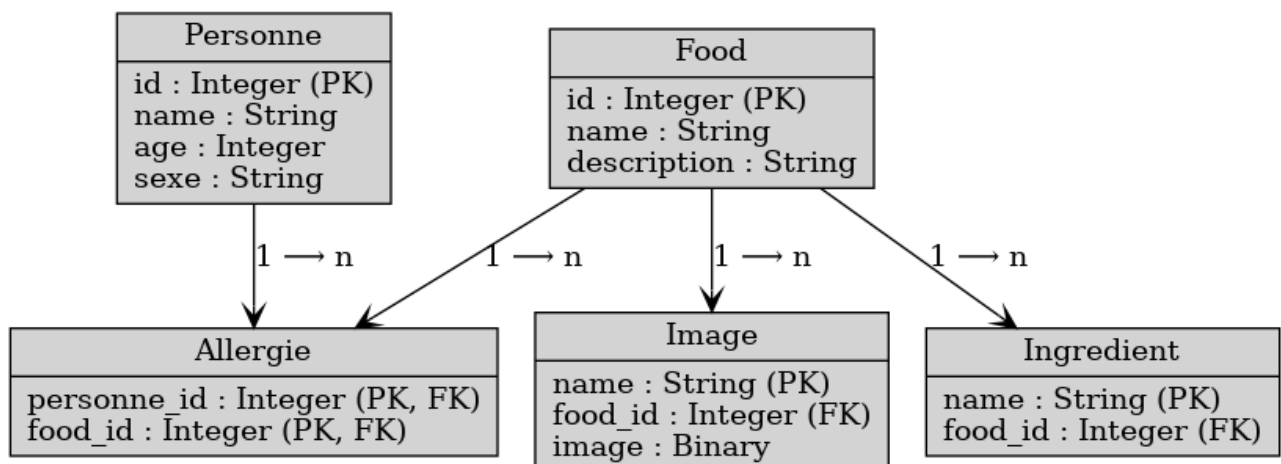 Personne
id : Integer (PK)
name : String
age : Integer
sexe : String
Food
id : Integer (PK)
name : String
description : String
1 ⟶ n
1 ⟶ n
1 ⟶ n
1 ⟶ n
Allergie
personne_id : Integer (PK, FK)
food_id : Integer (PK, FK)
Image
name : String (PK)
food_id : Integer (FK)
image : Binary
Ingredient
name : String (PK)
food_id : Integer (FK)